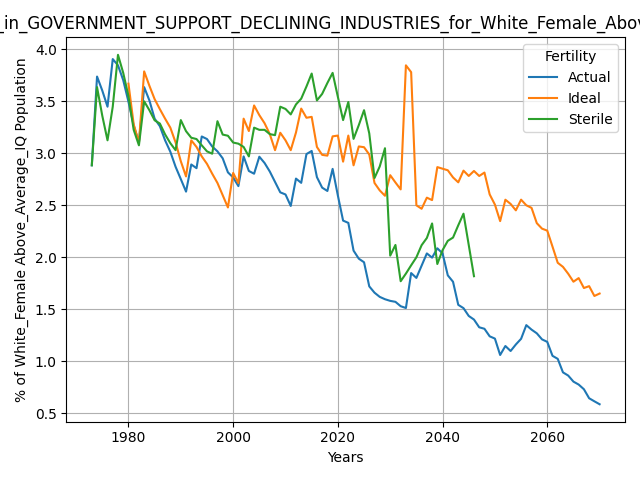 _in_GOVERNMENT_SUPPORT_DECLINING_INDUSTRIES_for_White_Female_Above
Fertility
Actual
Ideal
Sterile
% of White_Female Above_Average_IQ Population
4.0
3.5
3.0
2.5
2.0
1.5
1.0
0.5
1980 2000 2020 2040 2060
Years